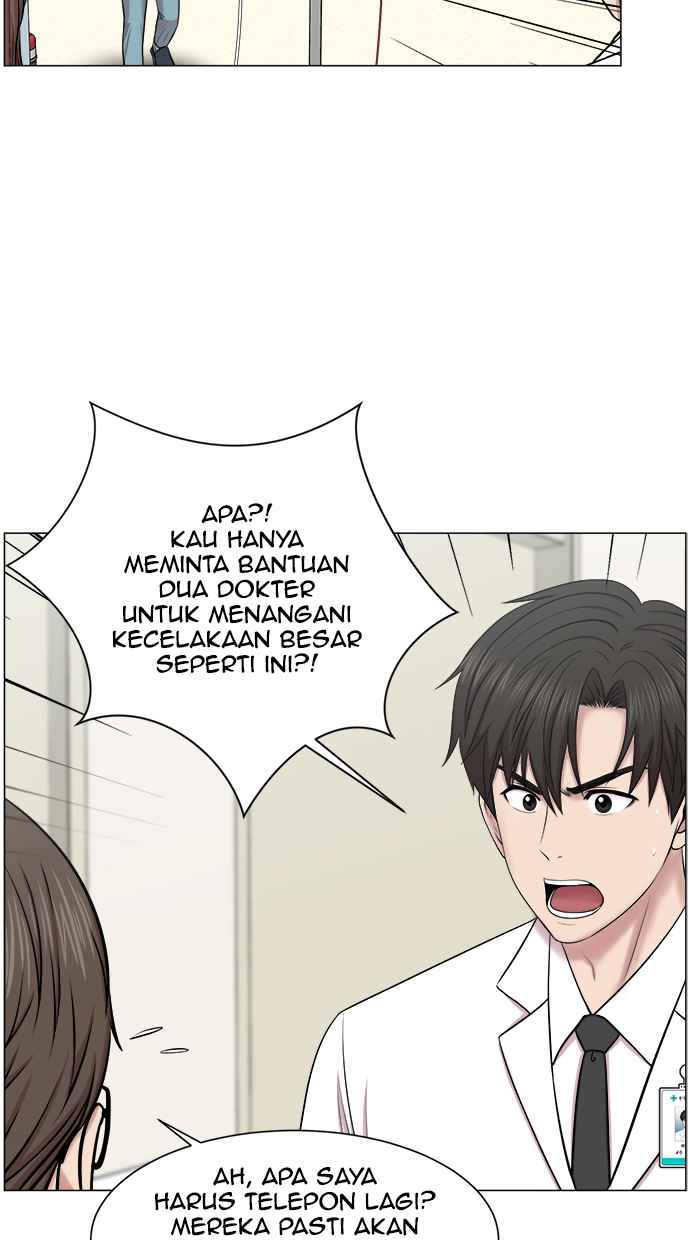 APA?!
KAU HANYA
MEMINTA BANTUAN
DUA DOKTER
UNTUK MENANGANI
KECELAKAAN BESAR
SEPERTI INI?!
AH, APA SAYA
HARUS TELEPON LAGI?
MEREKA PASTI AKAN